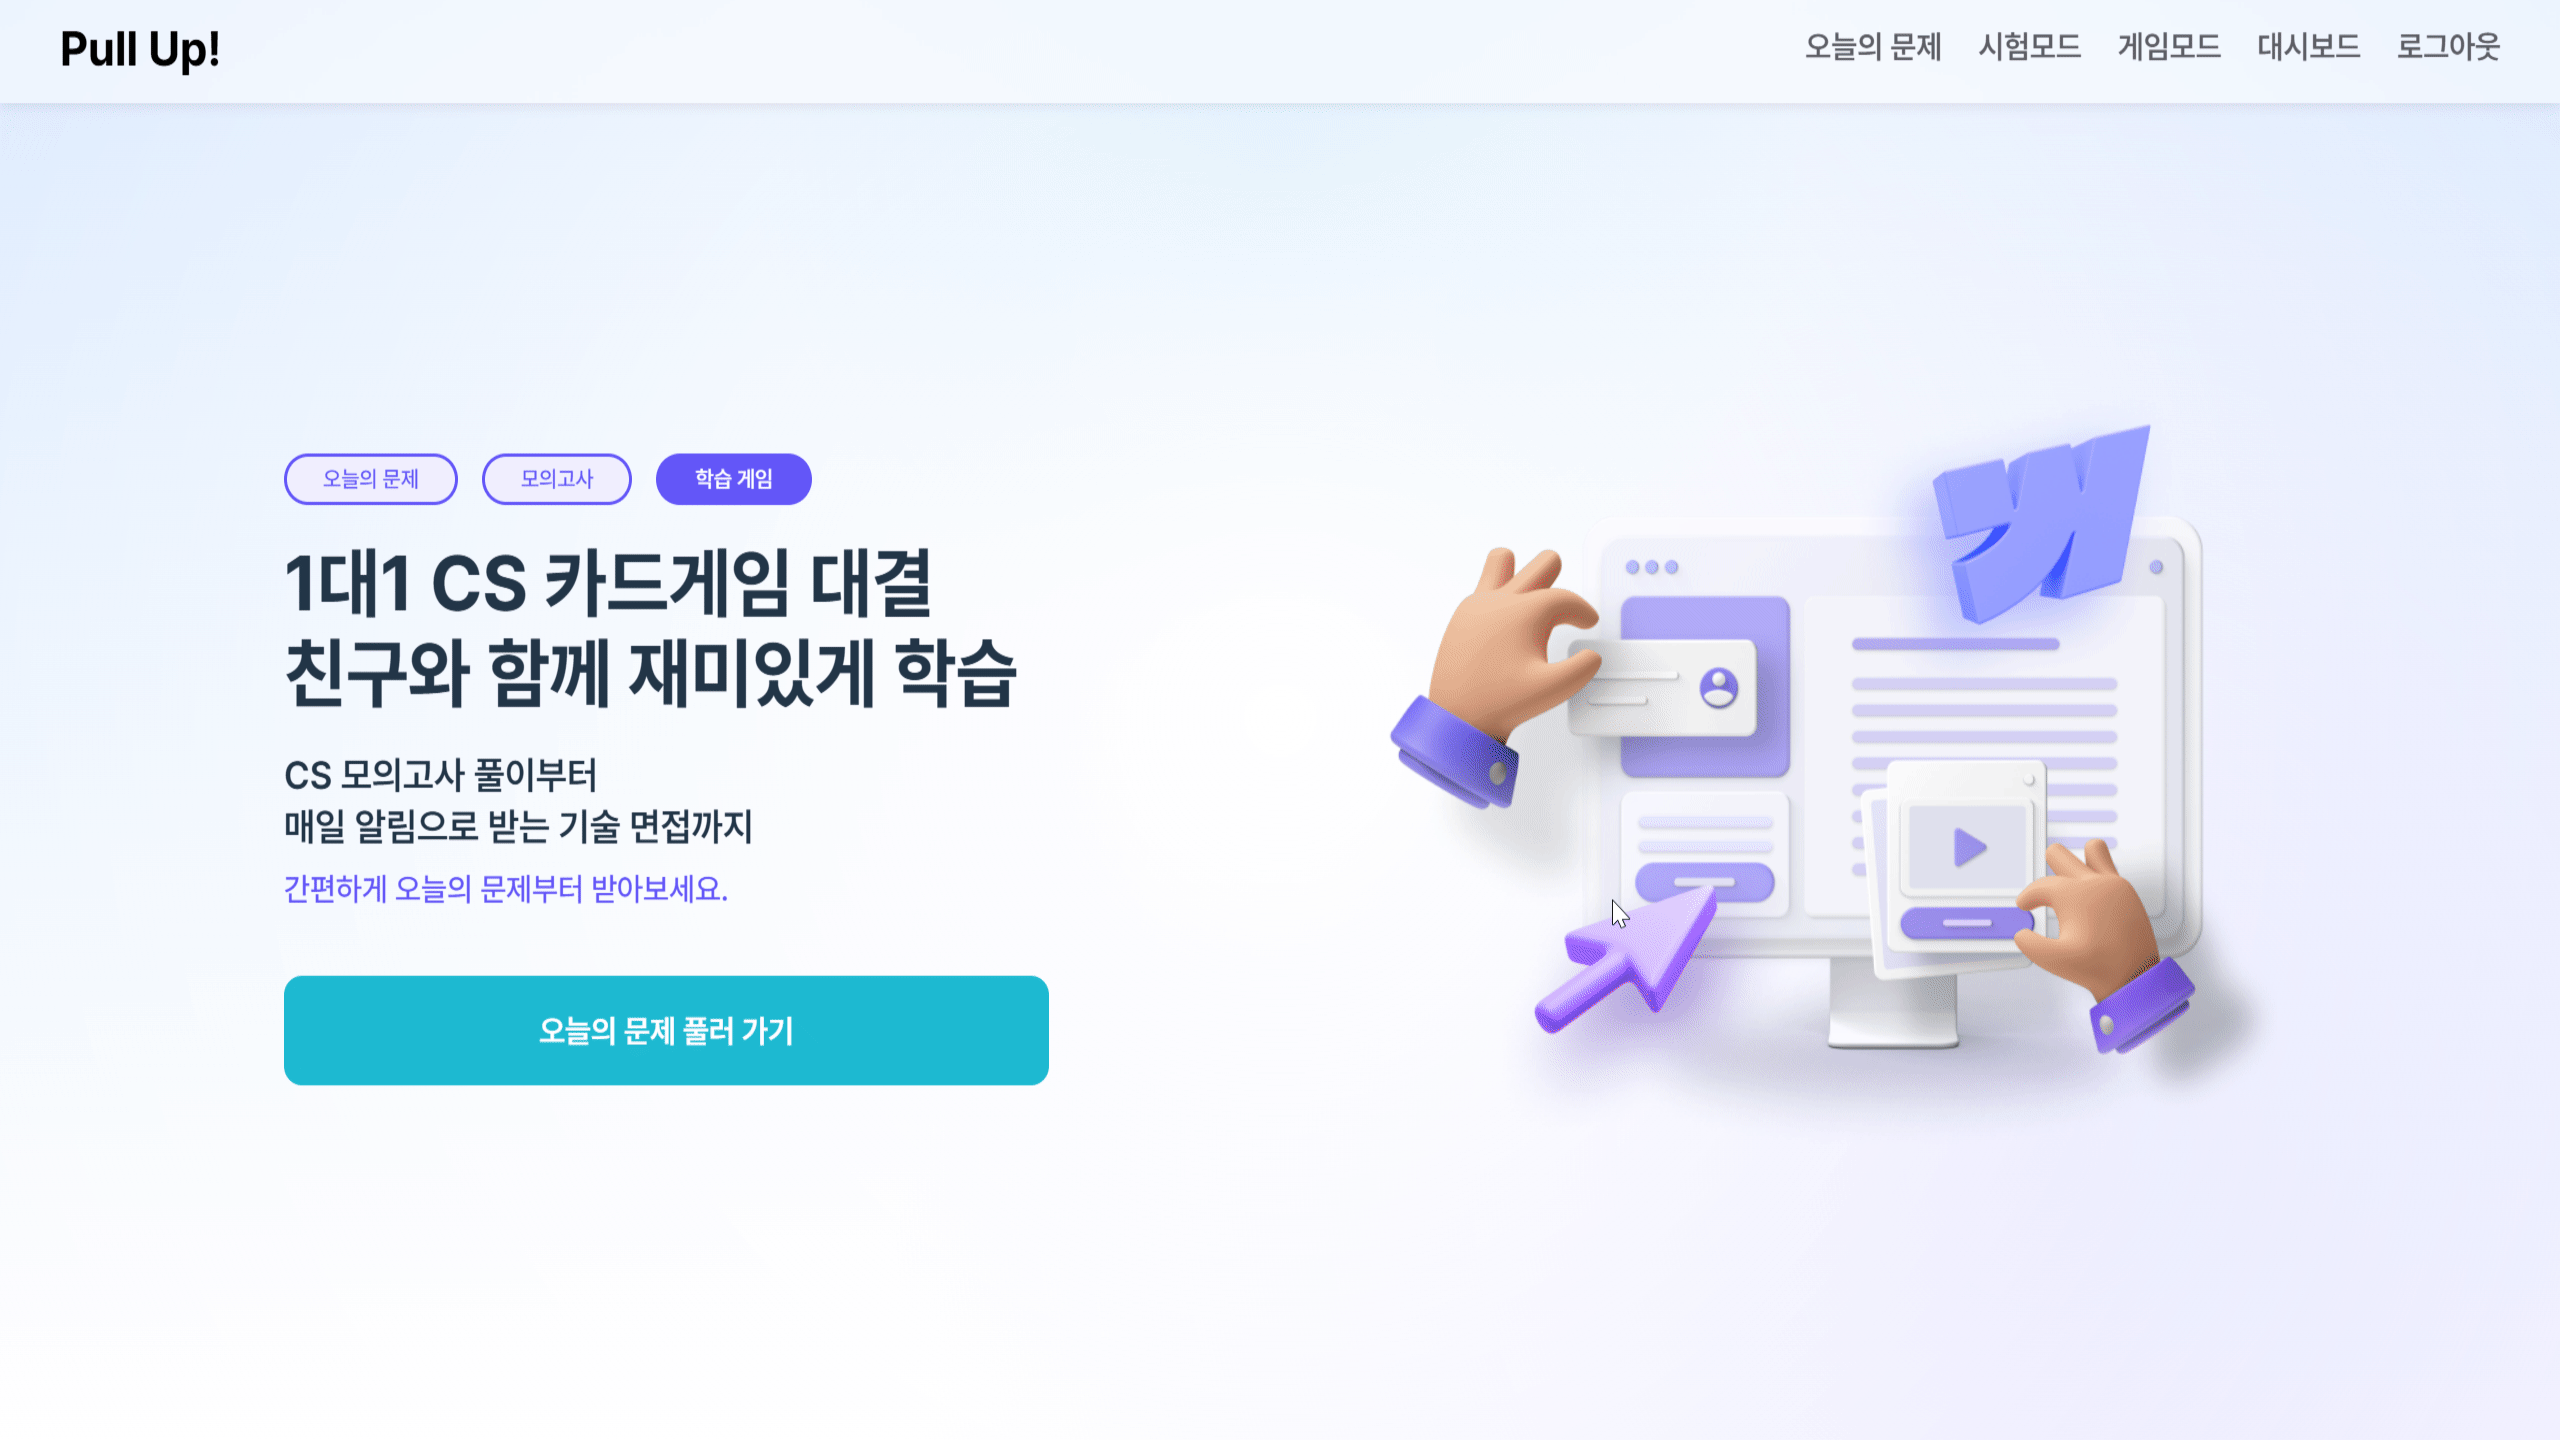 Pull Up!
오늘의 문제 시험모드 게임모드 대시보드 로그아웃
오늘의 문제 모의고사 학습 게임
1대1 CS 카드게임 대결
친구와 함께 재미있게 학습
CS 모의고사 풀이부터
매일 알림으로 받는 기술 면접까지
간편하게 오늘의 문제부터 받아보세요.
오늘의 문제 풀러 가기